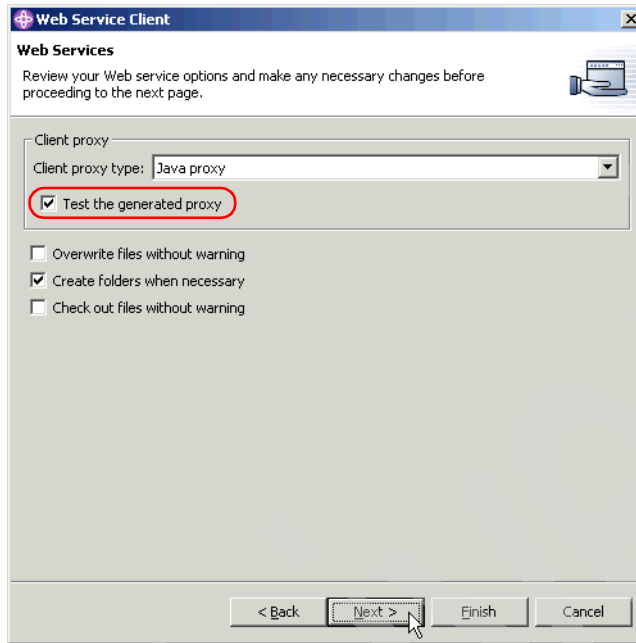 Web Service Client
Web Services
Review your Web service options and make any necessary changes before
proceeding to the next page.
Client proxy
Client proxy type: Java proxy
Test the generated proxy
Overwrite files without warning
Create folders when necessary
Check out files without warning
< Back Next > Finish Cancel